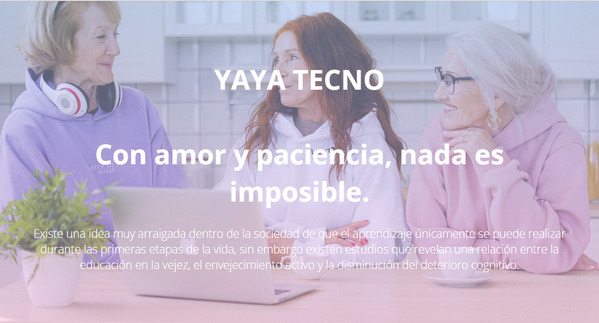 YAYA TECNO
Con amor y paciencia, nada es
imposible.
Existe una idea muy arraigada dentro de la sociedad de que el aprendizaje únicamente se puede realizar
durante las primeras etapas de la vida, sin embargo existen estudios que revelan una relación entre la
educación en la vejez, el envejecimiento activo y la disminución del deterioro cognitivo.